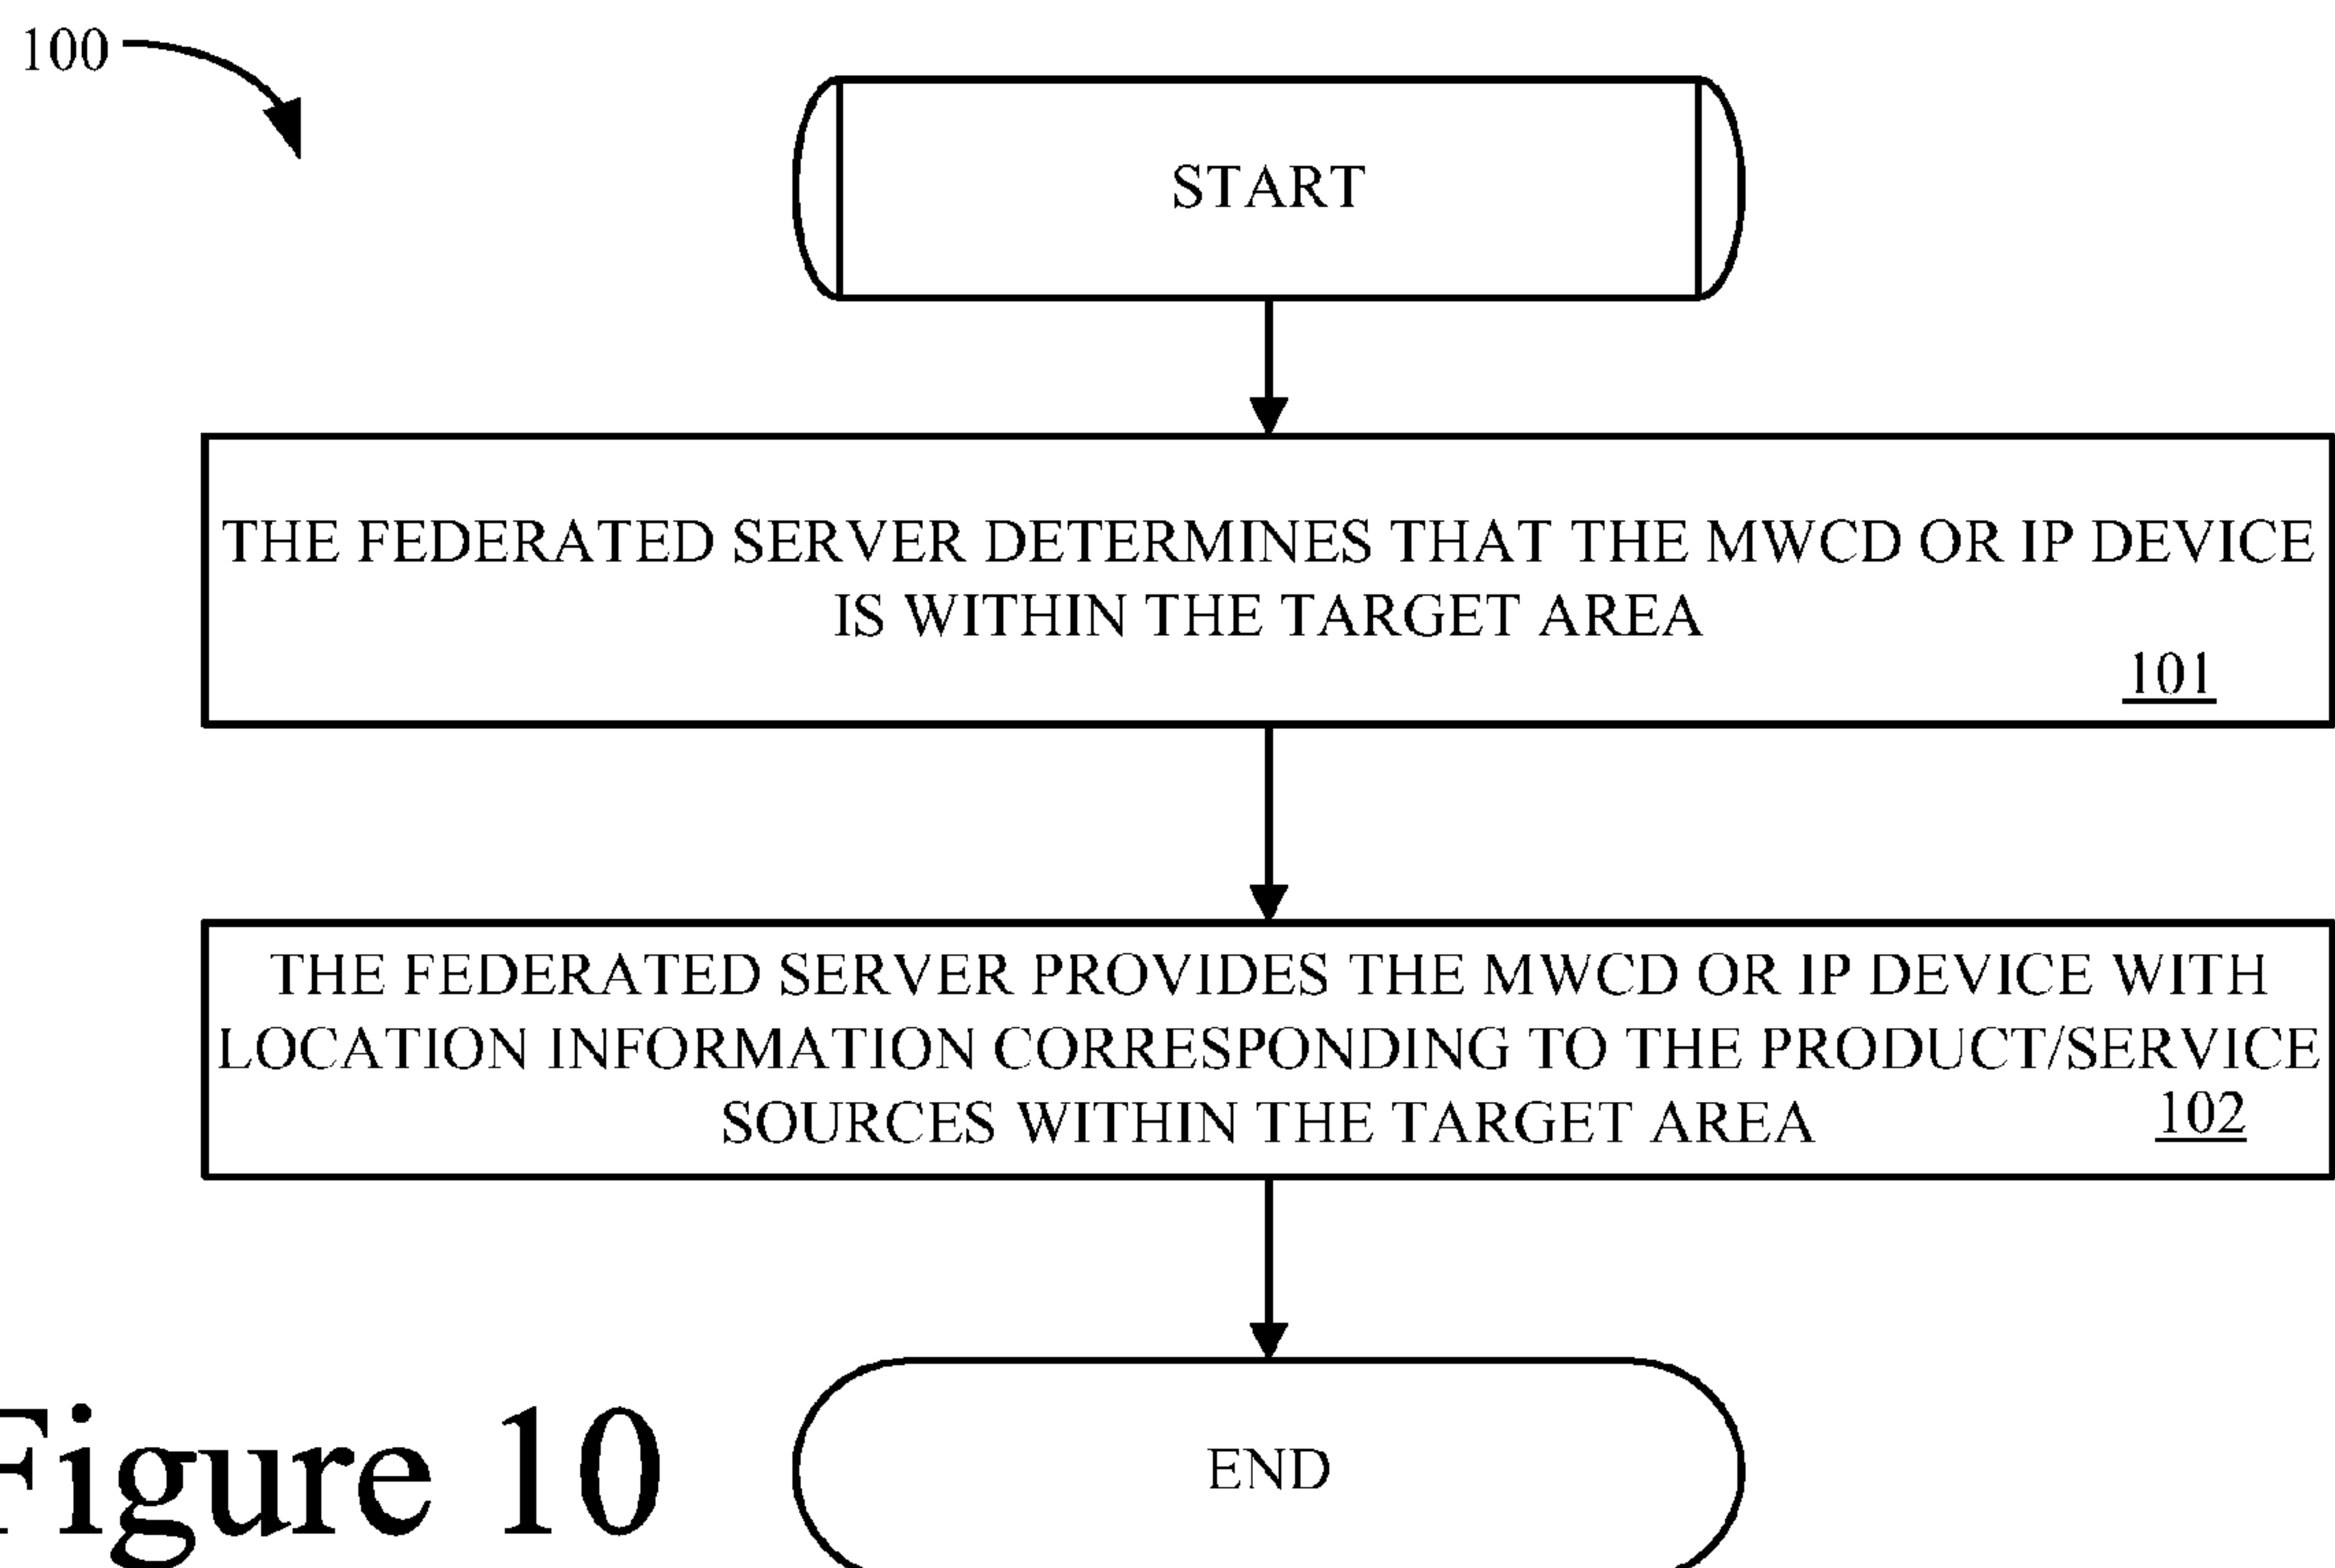 100
START
THE FEDERATED SERVER DETERMINES THAT THE MWCD OR IP DEVICE
IS WITHIN THE TARGET AREA
101
THE FEDERATED SERVER PROVIDES THE MWCD OR IP DEVICE WITH
LOCATION INFORMATION CORRESPONDING TO THE PRODUCT/SERVICE
SOURCES WITHIN THE TARGET AREA
102
END
Figure 10